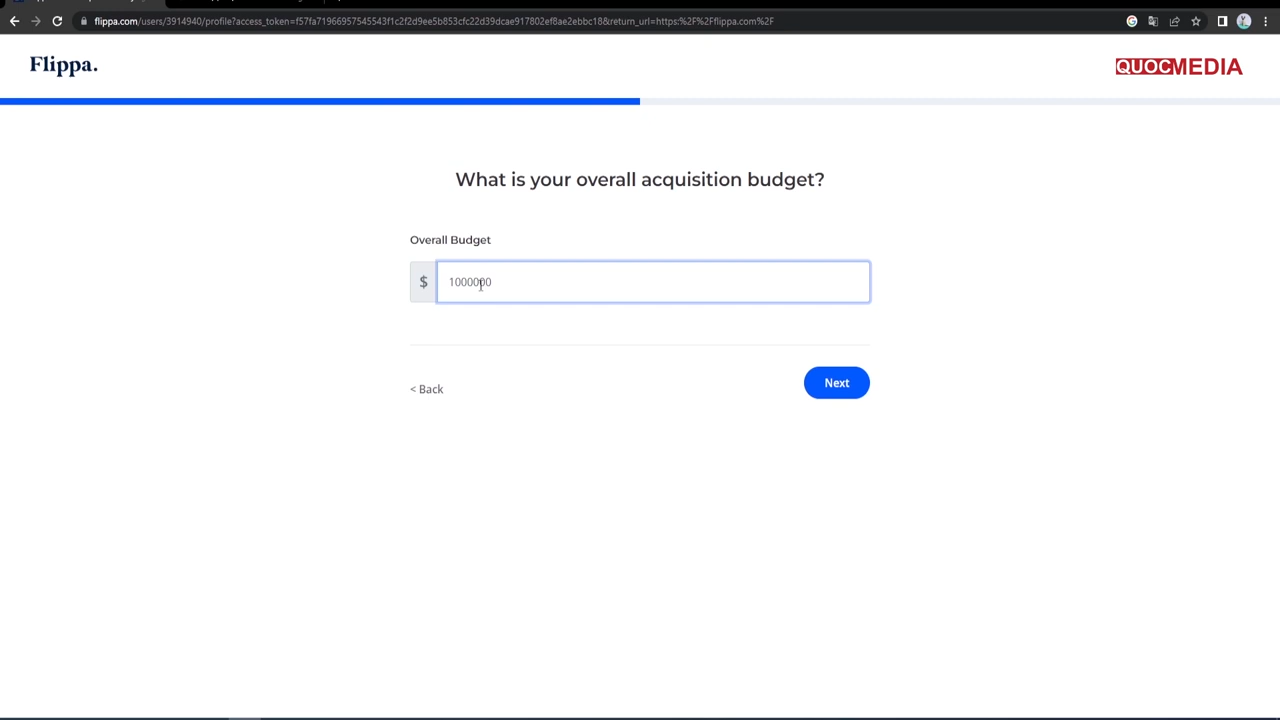 flippa.com/users/3914940/profile?access_token=f57fa71966957545543f1c2f2d9ee5b853cfc22d39dcae917802ef8ae2ebbc18&return_url=https:%2F%2Fflippa.com%2F
Flippa.
QUOCMEDIA
What is your overall acquisition budget?
Overall Budget
$ 1000000
< Back
Next